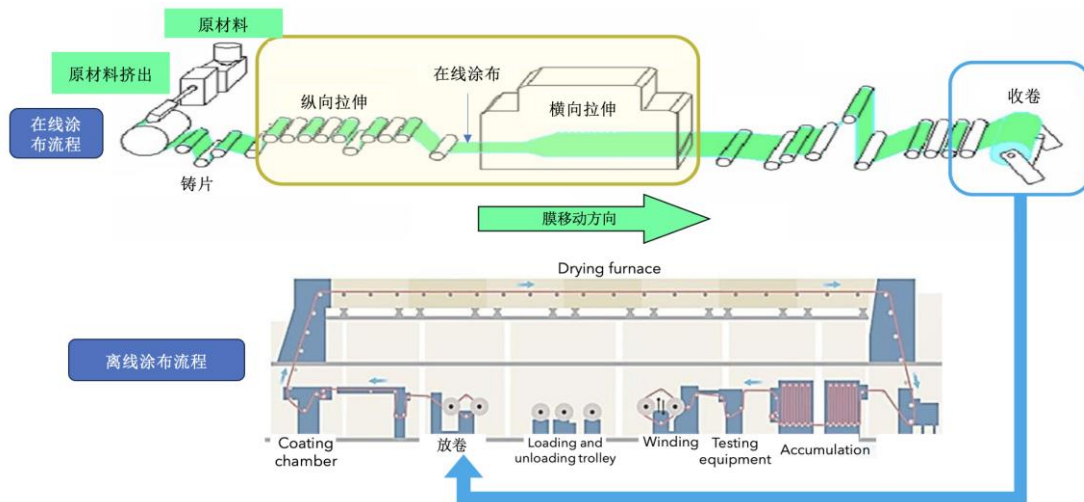 原材料
原材料挤出
在线涂布流程
铸片
纵向拉伸
在线涂布
横向拉伸
收卷
膜移动方向
Drying furnace
离线涂布流程
Coating
chamber
放卷
Loading and
unloading trolley
Winding
Testing
equipment
Accumulation